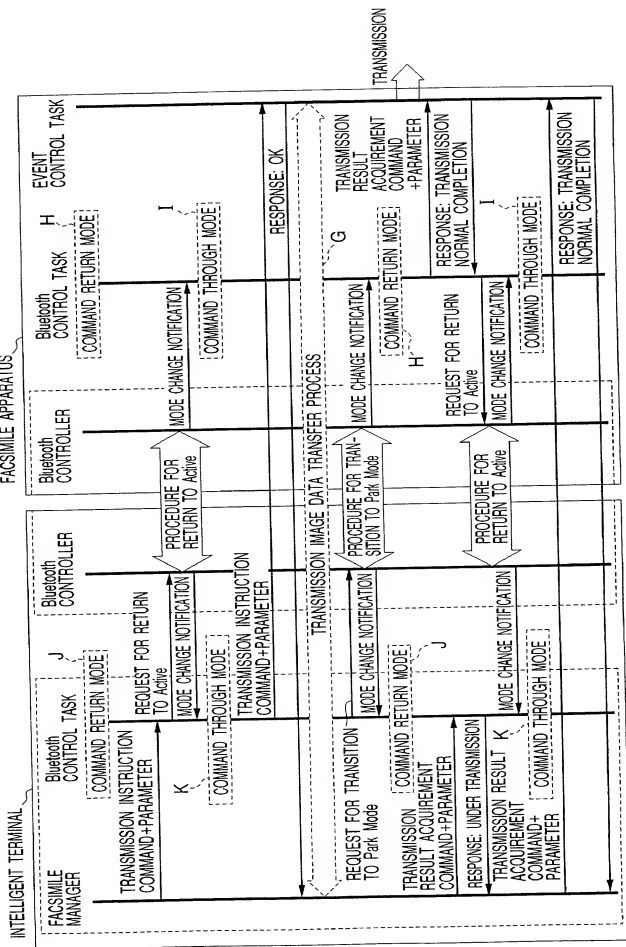 INTELLIGENT TERMINAL
FACSIMILE APPARATUS
FACSIMILE
MANAGER
Bluetooth
CONTROL TASK
Bluetooth
CONTROLLER
Bluetooth
CONTROLLER
Bluetooth
CONTROL TASK
EVENT
CONTROL TASK
J
COMMAND RETURN MODE
H
COMMAND RETURN MODE
TRANSMISSION INSTRUCTION
COMMAND+PARAMETER
REQUEST FOR RETURN
TO Active
PROCEDURE FOR
RETURN TO Active
MODE CHANGE NOTIFICATION
MODE CHANGE NOTIFICATION
K
COMMAND THROUGH MODE
I
COMMAND THROUGH MODE
TRANSMISSION INSTRUCTION
COMMAND+PARAMETER
RESPONSE: OK
TRANSMISSION IMAGE DATA TRANSFER PROCESS
G
REQUEST FOR TRANSITION
TO Park Mode
PROCEDURE FOR TRAN-
SITION TO Park Mode
MODE CHANGE NOTIFICATION
MODE CHANGE NOTIFICATION
TRANSMISSION
COMMAND RETURN MODE
J
COMMAND RETURN MODE
H
TRANSMISSION
RESULT ACQUIREMENT
COMMAND+PARAMETER
TRANSMISSION
RESULT
ACQUIREMENT
COMMAND
+PARAMETER
RESPONSE: UNDER TRANSMISSION
RESPONSE: TRANSMISSION
NORMAL COMPLETION
REQUEST FOR RETURN
TO Active
PROCEDURE FOR
RETURN TO Active
MODE CHANGE NOTIFICATION
MODE CHANGE NOTIFICATION
TRANSMISSION RESULT
ACQUIREMENT
COMMAND+
PARAMETER
K
COMMAND THROUGH MODE
I
COMMAND THROUGH MODE
RESPONSE: TRANSMISSION
NORMAL COMPLETION